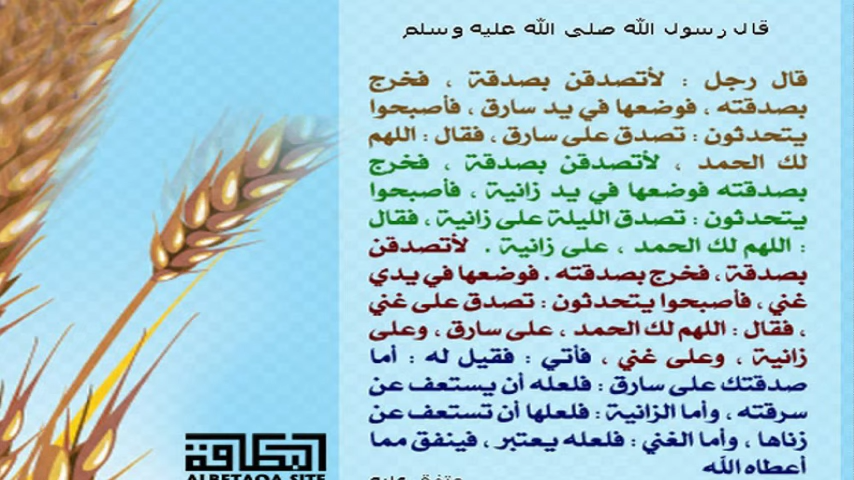 قال رسول الله صلى الله عليه وسلم
قال رجل : لأتصدقن بصدقة ، فخرج
بصدقته ، فوضعها في يد سارق ، فأصبحوا
يتحدثون : تصدق على سارق ، فقال : اللهم
لك الحمد ، لأتصدقن بصدقة ، فخرج
بصدقته فوضعها في يد زانية ، فأصبحوا
يتحدثون : تصدق الليلة على زانية ، فقال
: اللهم لك الحمد ، على زانية . لأتصدقن
بصدقة ، فخرج بصدقته . فوضعها في يدي
غني ، فأصبحوا يتحدثون : تصدق على غني
، فقال : اللهم لك الحمد ، على سارق ، وعلى
زانية ، وعلى غني ، فأتي : فقيل له : أما
صدقتك على سارق : فلعله أن يستعف عن
سرقته ، وأما الزانية : فلعلها أن تستعف عن
زناها ، وأما الغني : فلعله يعتبر ، فينفق مما
أعطاه الله
متفق عليه
البطاقة
ALBETAQA SITE